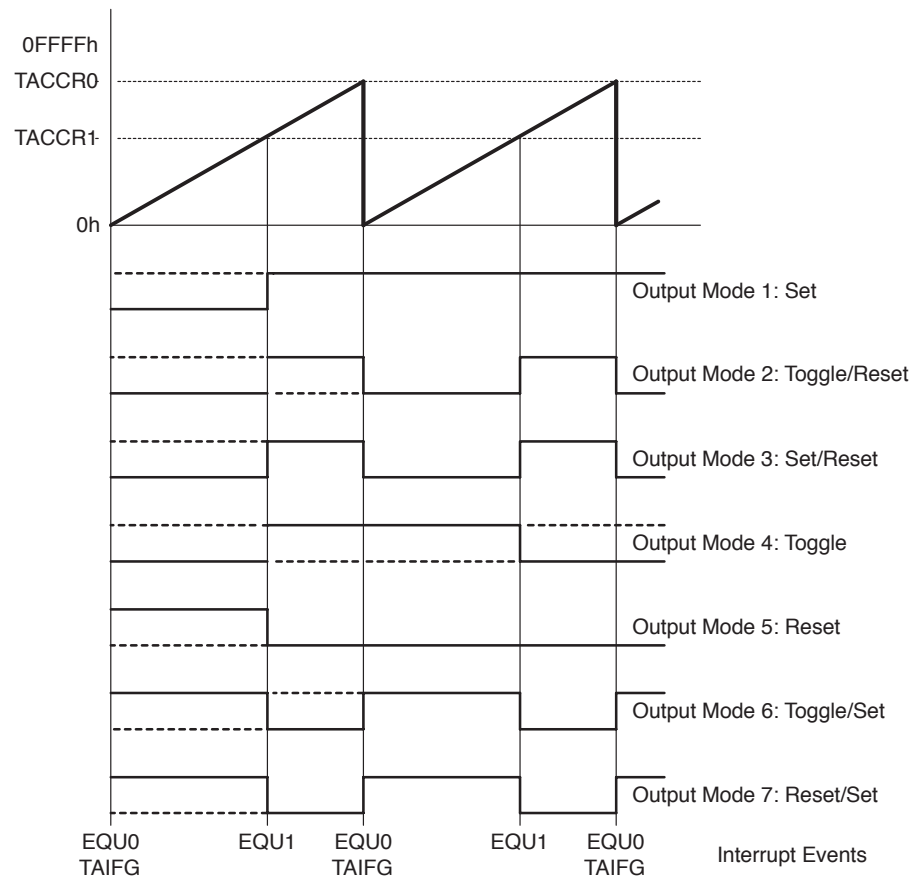 0FFFFh
TACCR0
TACCR1
0h
Output Mode 1: Set
Output Mode 2: Toggle/Reset
Output Mode 3: Set/Reset
Output Mode 4: Toggle
Output Mode 5: Reset
Output Mode 6: Toggle/Set
Output Mode 7: Reset/Set
EQU0 EQU1 EQU0 EQU1 EQU0
TAIFG TAIFG TAIFG
Interrupt Events